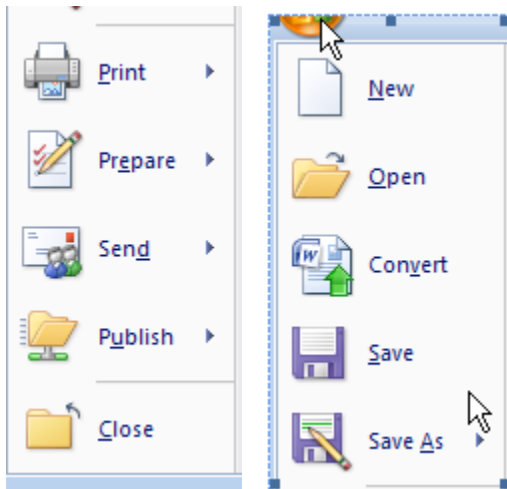 Print
Prepare
Send
Publish
Close
New
Open
Convert
Save
Save As